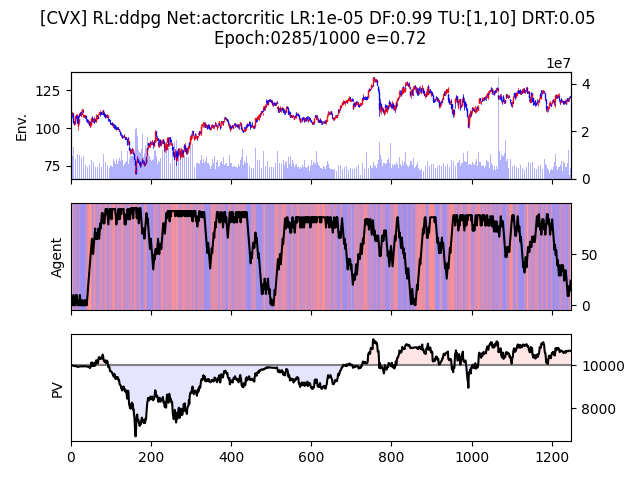 [CVX] RL:ddpg Net:actorcritic LR:1e-05 DF:0.99 TU:[1,10] DRT:0.05
Epoch:0285/1000 e=0.72
1e7
125
100
75
Env.
4
2
0
Agent
50
0
PV
10000
8000
0 200 400 600 800 1000 1200